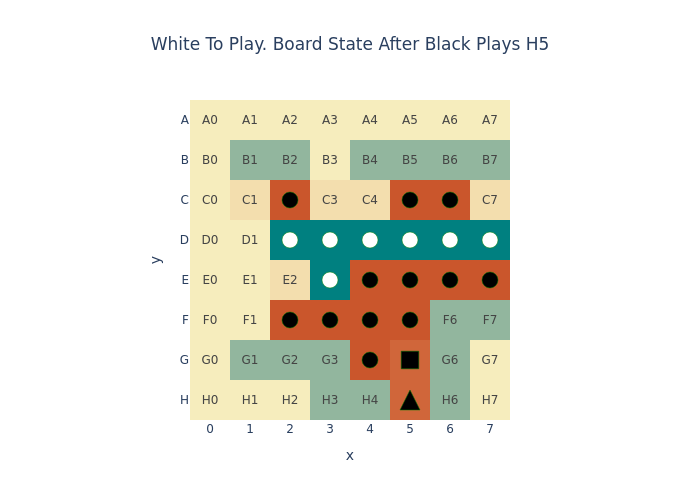 White To Play. Board State After Black Plays H5
A A0 A1 A2 A3 A4 A5 A6 A7
B B0 B1 B2 B3 B4 B5 B6 B7
C C0 C1 C3 C4 C7
D D0 D1
E E0 E1 E2
F F0 F1 F6 F7
G G0 G1 G2 G3 G6 G7
H H0 H1 H2 H3 H4 H6 H7
0 1 2 3 4 5 6 7
x
y